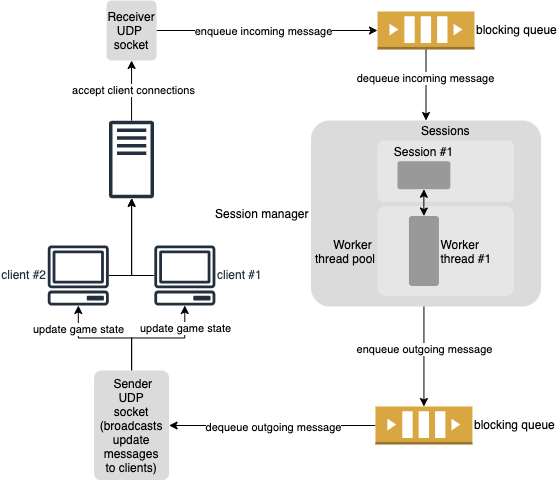 Receiver
UDP
socket
enqueue incoming message
blocking queue
dequeue incoming message
accept client connections
Sessions
Session #1
Session manager
Worker
thread pool
Worker
thread #1
client #2
client #1
update game state
update game state
enqueue outgoing message
Sender
UDP
socket
(broadcasts
update
messages
to clients)
dequeue outgoing message
blocking queue